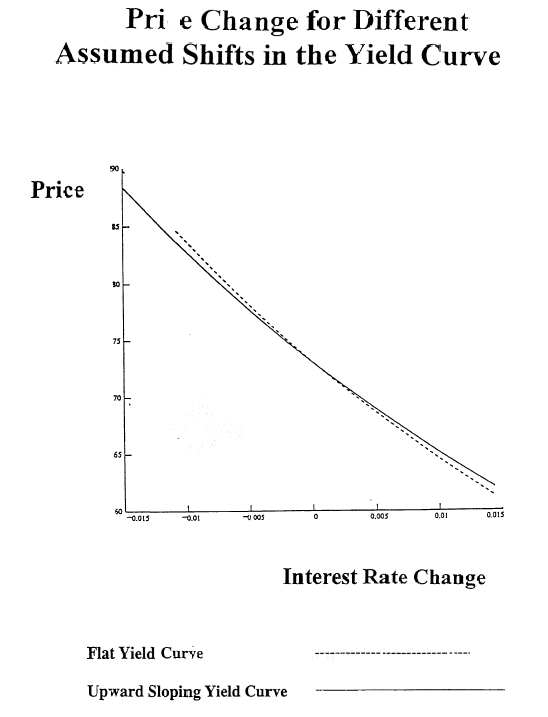 Pri e Change for Different
Assumed Shifts in the Yield Curve
Price
90
85
80
75
70
65
60
-0.015 -0.01 -0.005 0 0.005 0.01 0.015
Interest Rate Change
Flat Yield Curve
Upward Sloping Yield Curve